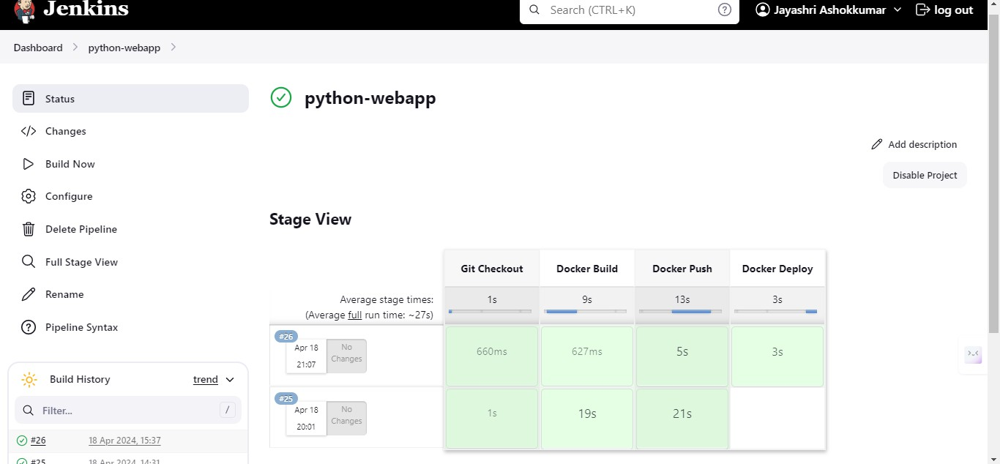 Jenkins
Search (CTRL+K)
?
Jayashri Ashokkumar
log out
Dashboard
python-webapp
Status
Changes
Build Now
Configure
Delete Pipeline
Full Stage View
Rename
Pipeline Syntax
Build History
trend
Filter...
/
#26
18 Apr 2024, 15:37
#25
18 Apr 2024, 14:31
python-webapp
Add description
Disable Project
Stage View
Git Checkout Docker Build Docker Push Docker Deploy
Average stage times: 1s 9s 13s 3s
(Average full run time: ~27s)
#26
Apr 18
21:07
No
Changes
660ms 627ms 5s 3s
#25
Apr 18
20:01
No
Changes
1s 19s 21s